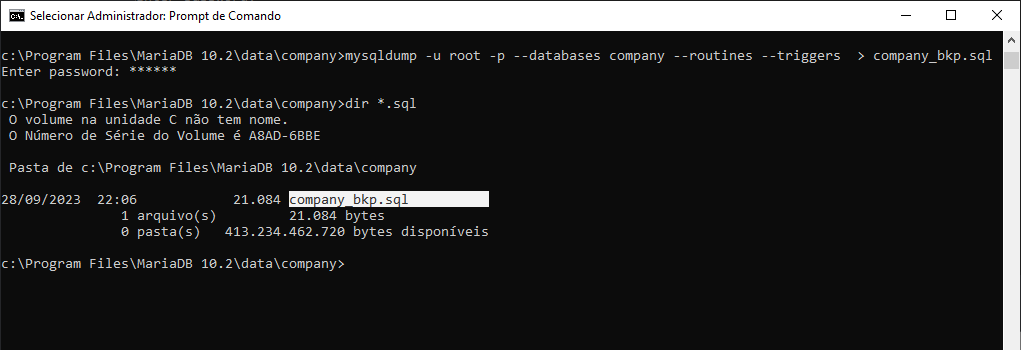 Selecionar Administrador: Prompt de Comando
c:\Program Files\MariaDB 10.2\data\company>mysqldump -u root -p --databases company --routines --triggers  > company_bkp.sql
Enter password: ******
c:\Program Files\MariaDB 10.2\data\company>dir *.sql
 O volume na unidade C não tem nome.
 O Número de Série do Volume é A8AD-6BBE
 Pasta de c:\Program Files\MariaDB 10.2\data\company
28/09/2023  22:06            21.084 company_bkp.sql
               1 arquivo(s)         21.084 bytes
               0 pasta(s)   413.234.462.720 bytes disponíveis
c:\Program Files\MariaDB 10.2\data\company>